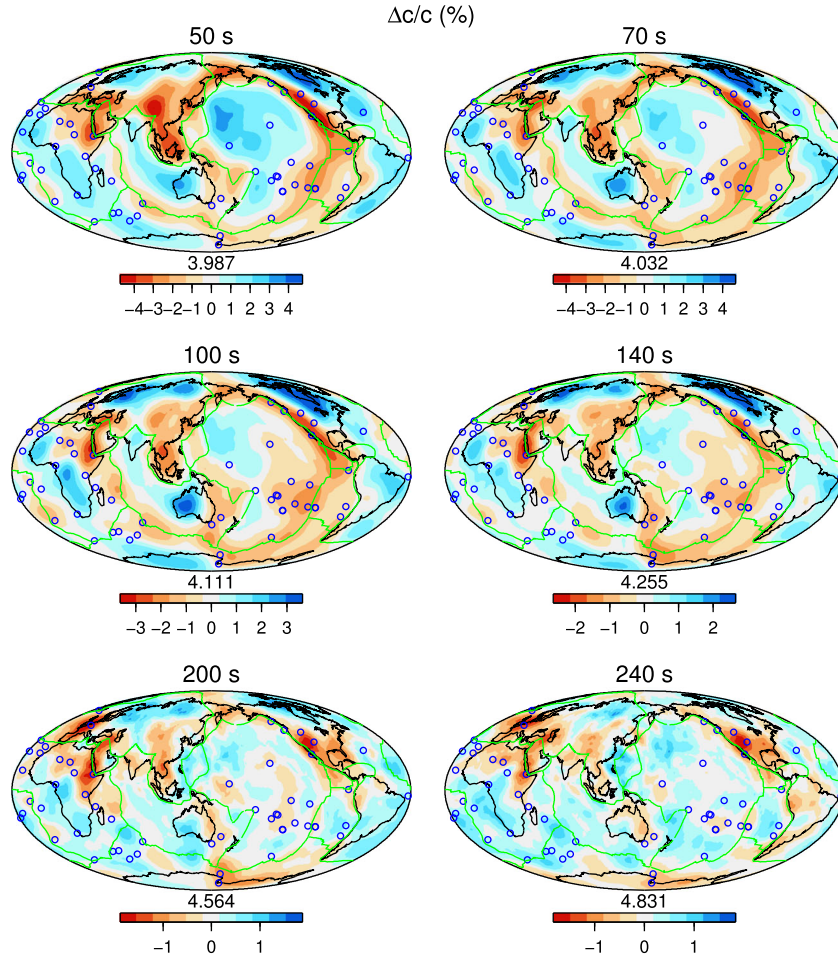 Δc/c (%)
50 s
70 s
3.987
4.032
−4−3−2−1 0 1 2 3 4
−4−3−2−1 0 1 2 3 4
100 s
140 s
4.111
4.255
−3 −2 −1 0 1 2 3
−2 −1 0 1 2
200 s
240 s
4.564
4.831
−1 0 1
−1 0 1